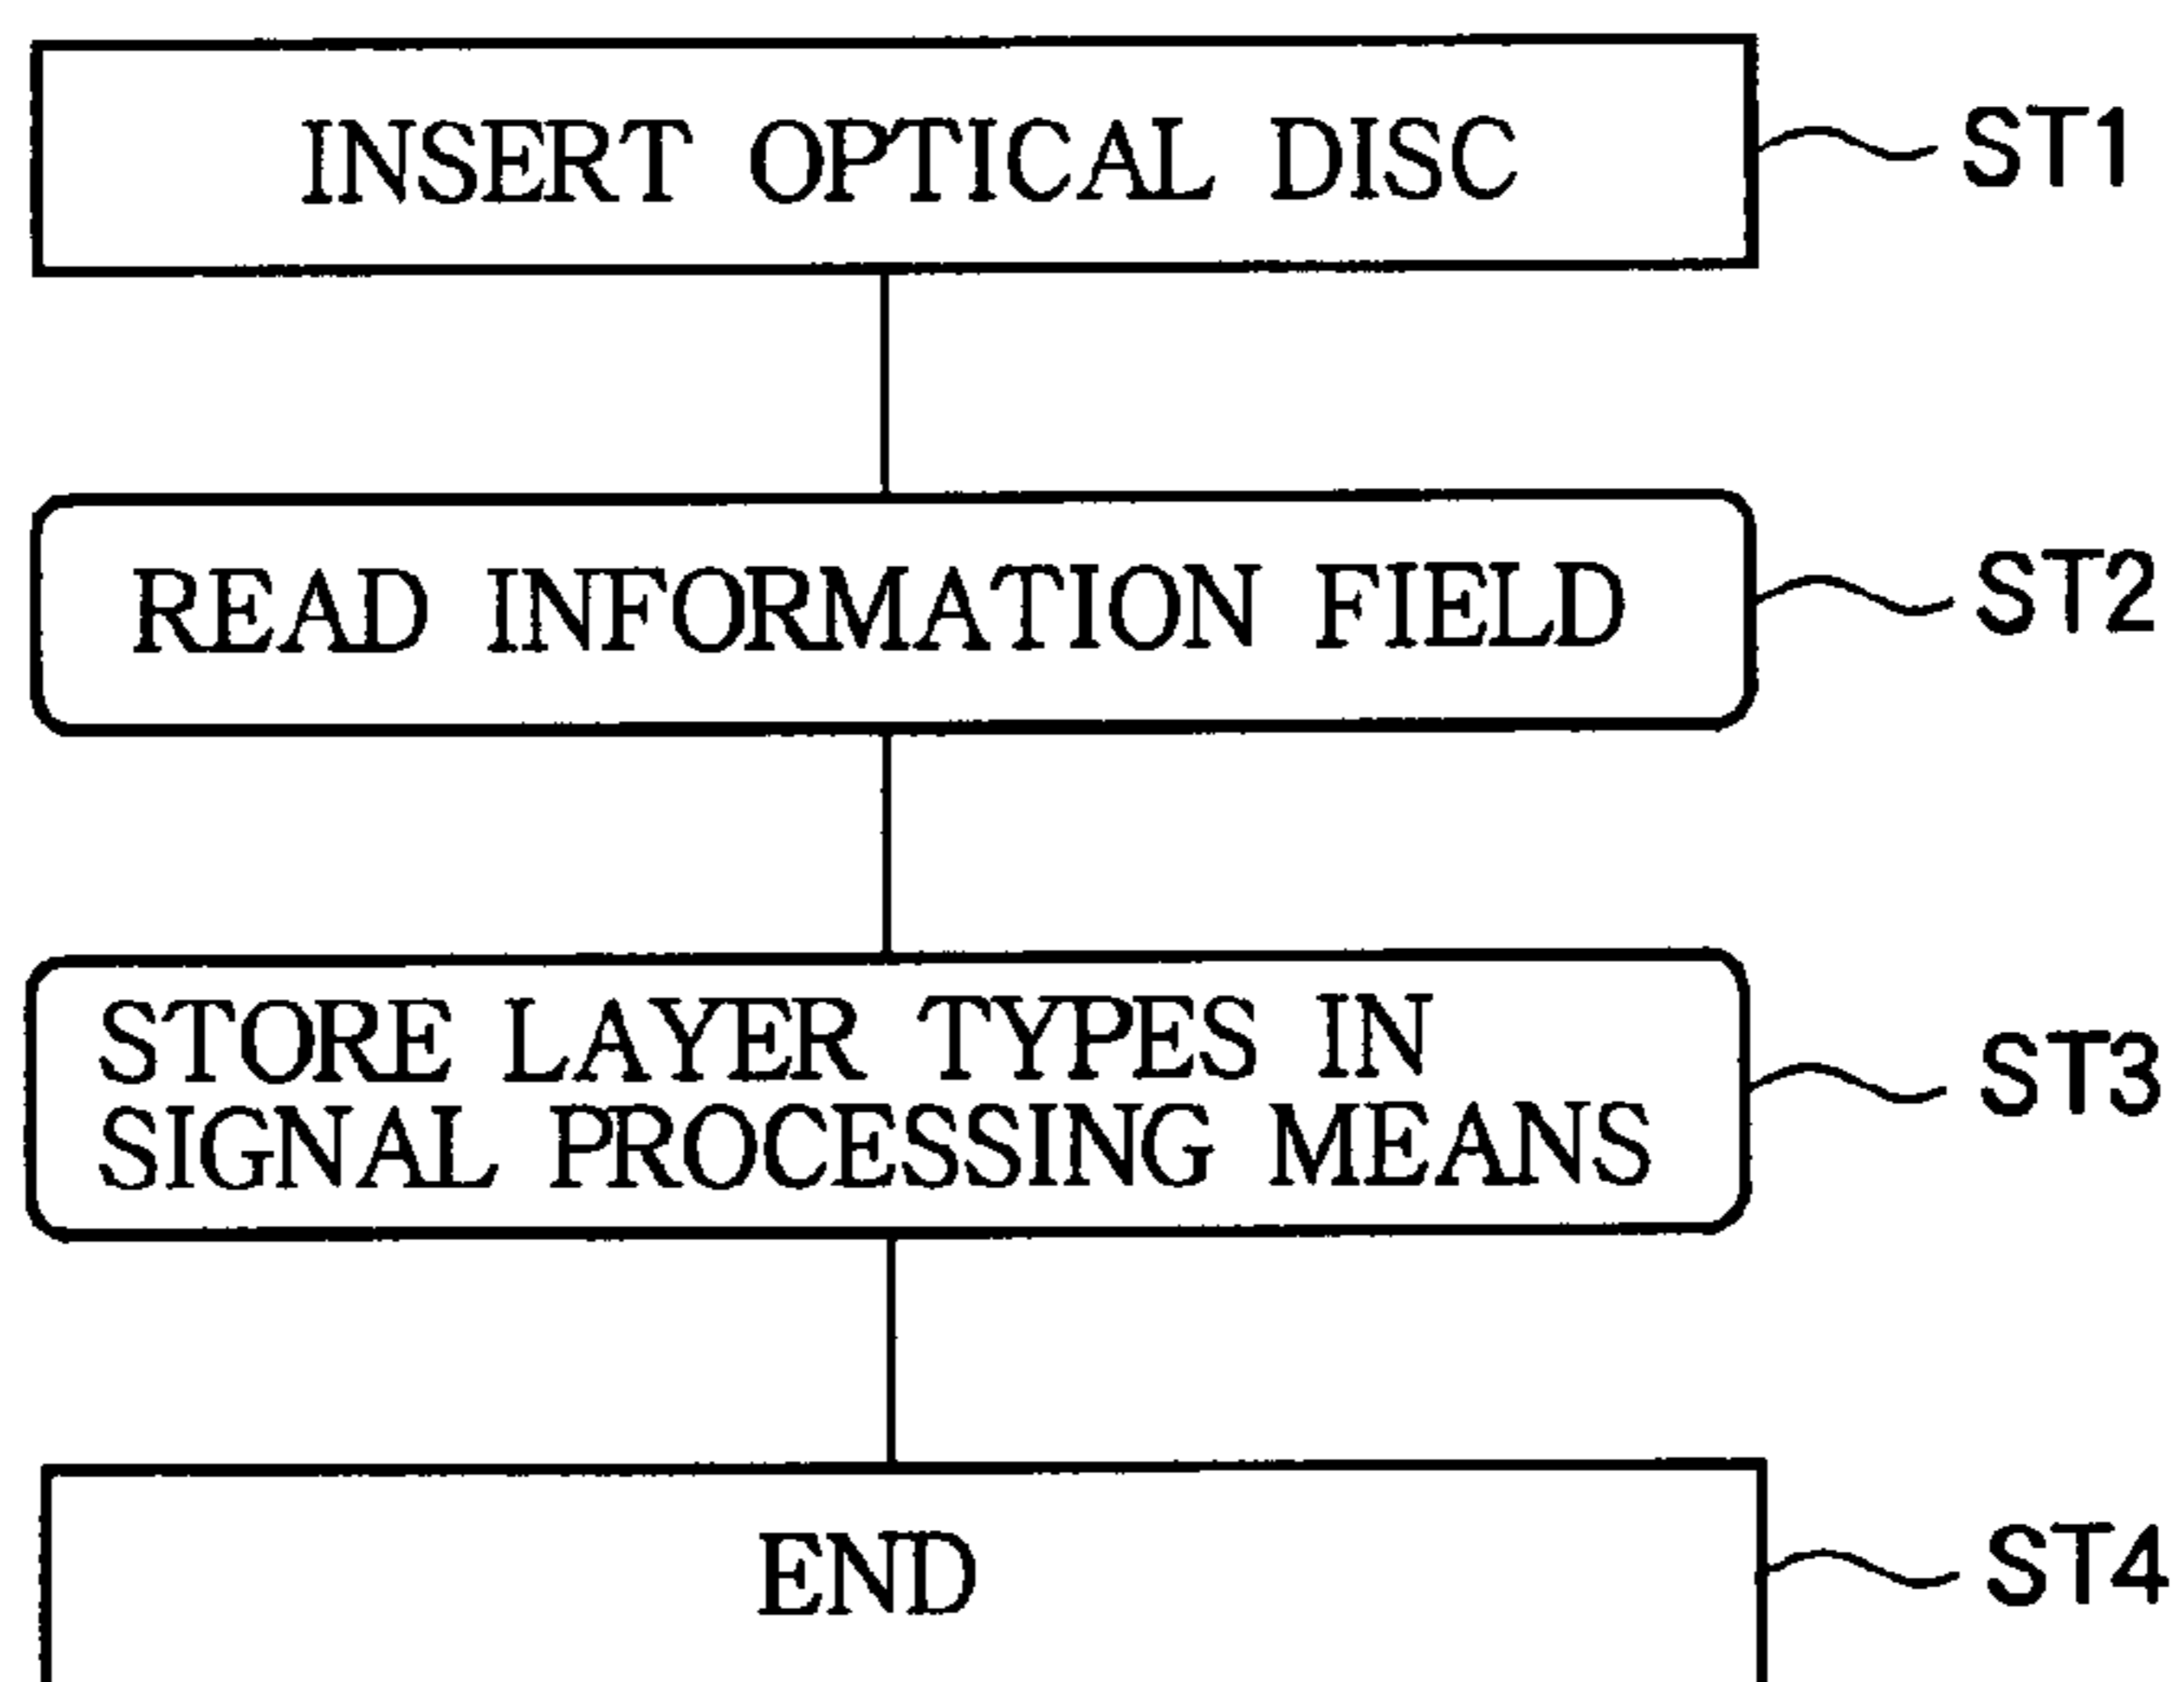 INSERT OPTICAL DISC
ST1
READ INFORMATION FIELD
ST2
STORE LAYER TYPES IN
SIGNAL PROCESSING MEANS
ST3
END
ST4